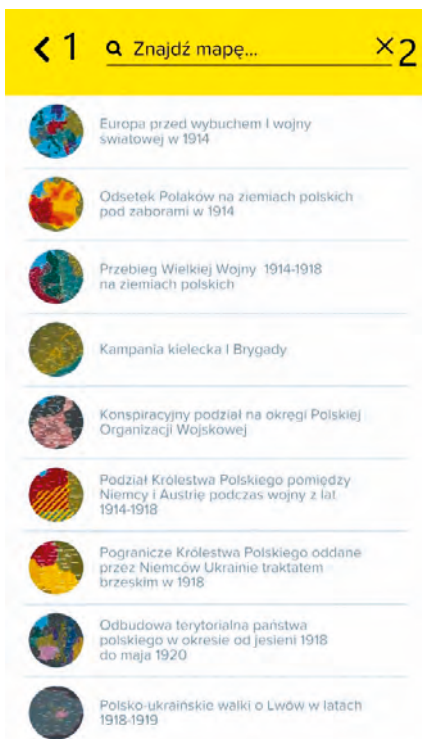 1 Znajdź mapę... 2
Europa przed wybuchem I wojny
światowej w 1914
Odsetek Polaków na ziemiach polskich
pod zaborami w 1914
Przebieg Wielkiej Wojny 1914-1918
na ziemiach polskich
Kampania kielecka I Brygady
Konspiracyjny podział na okręgi Polskiej
Organizacji Wojskowej
Podział Królestwa Polskiego pomiędzy
Niemcy i Austrię podczas wojny z lat
1914-1918
Pogranicze Królestwa Polskiego oddane
przez Niemców Ukrainie traktatem
brzeskim w 1918
Odbudowa terytorialna państwa
polskiego w okresie od jesieni 1918
do maja 1920
Polsko-ukraińskie walki o Lwów w latach
1918-1919